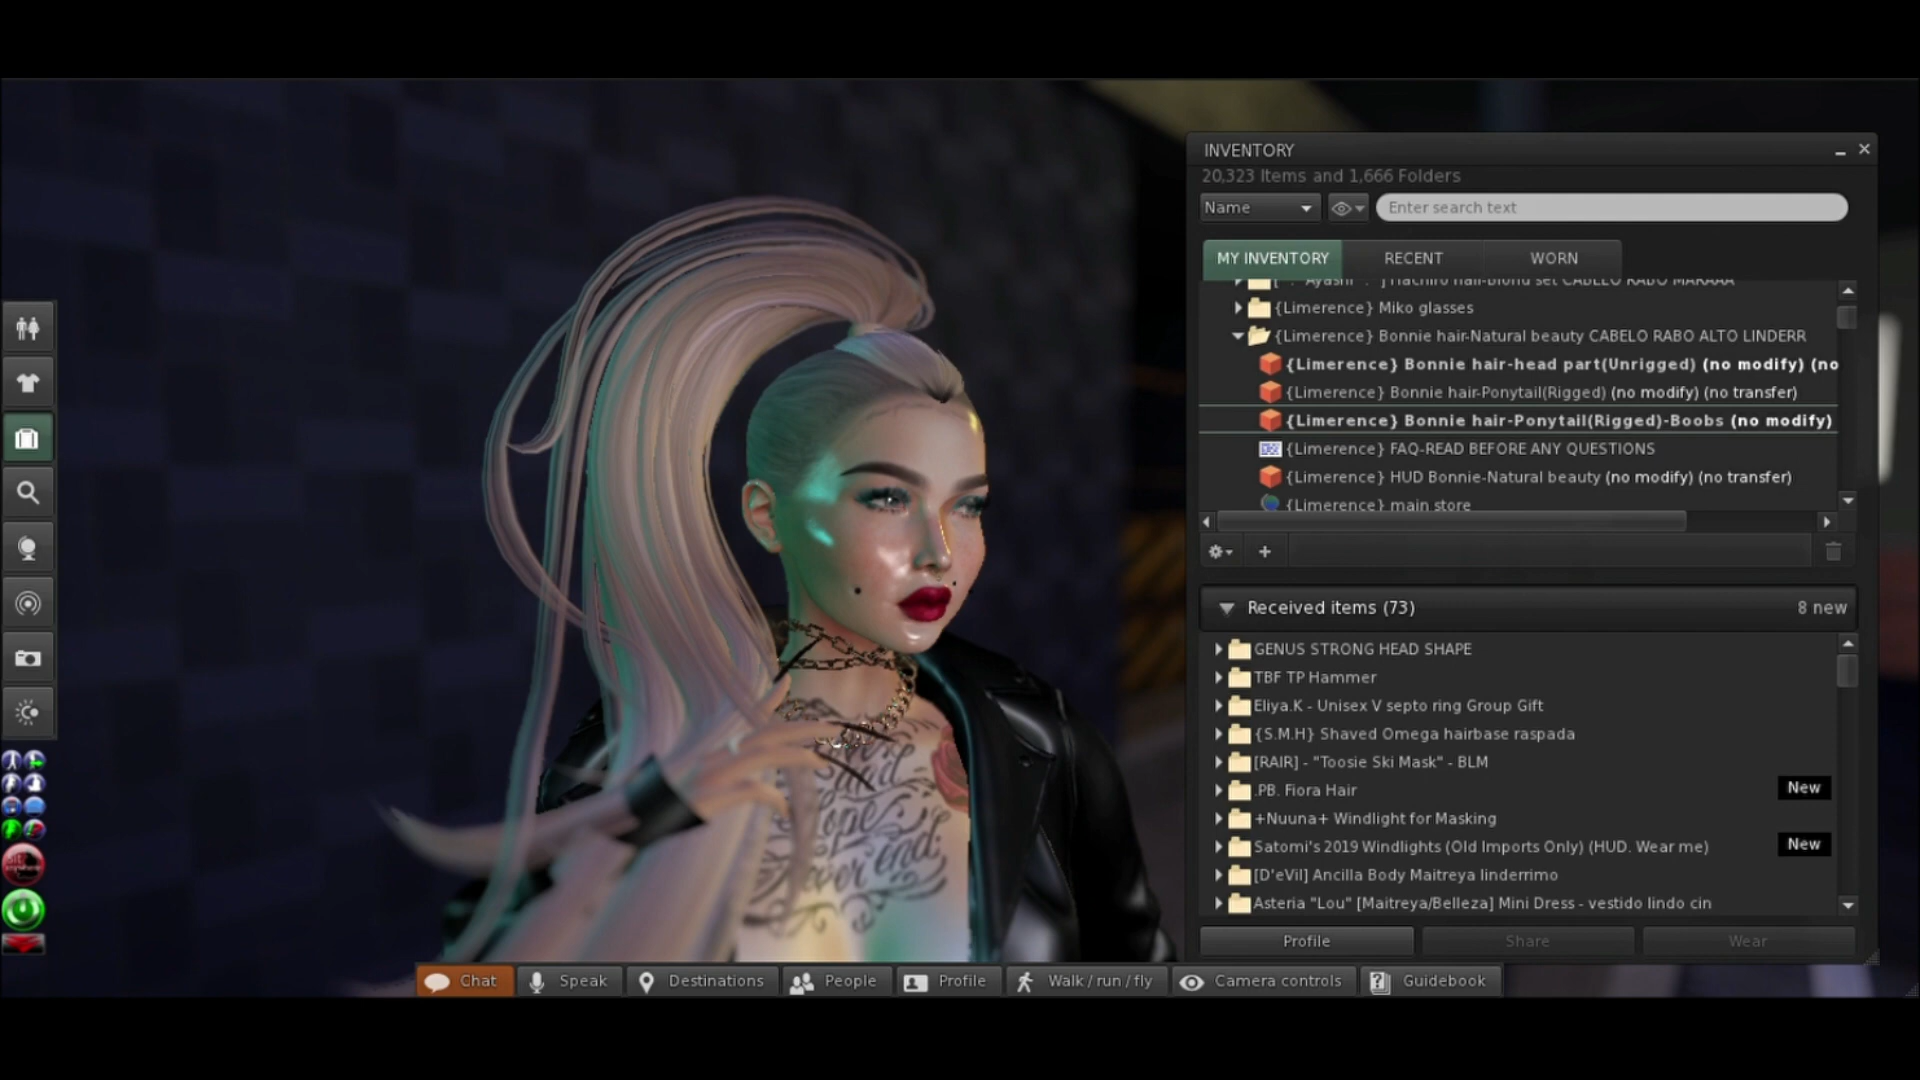 INVENTORY
20,323 Items and 1,666 Folders
Name
Enter search text
MY INVENTORY
RECENT
WORN
Hachiro hair-blond set CABELO RABO MARAAA
{Limerence} Miko glasses
{Limerence} Bonnie hair-Natural beauty CABELO RABO ALTO LINDERR
{Limerence} Bonnie hair-head part(Unrigged) (no modify) (no
{Limerence} Bonnie hair-Ponytail(Rigged) (no modify) (no transfer)
{Limerence} Bonnie hair-Ponytail(Rigged)-Boobs (no modify)
{Limerence} FAQ-READ BEFORE ANY QUESTIONS
{Limerence} HUD Bonnie-Natural beauty (no modify) (no transfer)
{Limerence} main store
Received items (73)
8 new
GENUS STRONG HEAD SHAPE
TBF TP Hammer
Eliya.K - Unisex V septo ring Group Gift
{S.M.H} Shaved Omega hairbase raspada
[RAIR] - "Toosie Ski Mask" - BLM
.PB. Fiora Hair
New
+Nuuna+ Windlight for Masking
Satomi's 2019 Windlights (Old Imports Only) (HUD. Wear me)
New
[D'eVil] Ancilla Body Maitreya linderrimo
Asteria "Lou" [Maitreya/Belleza] Mini Dress - vestido lindo cin
Profile
Share
Wear
Chat
Speak
Destinations
People
Profile
Walk / run / fly
Camera controls
Guidebook